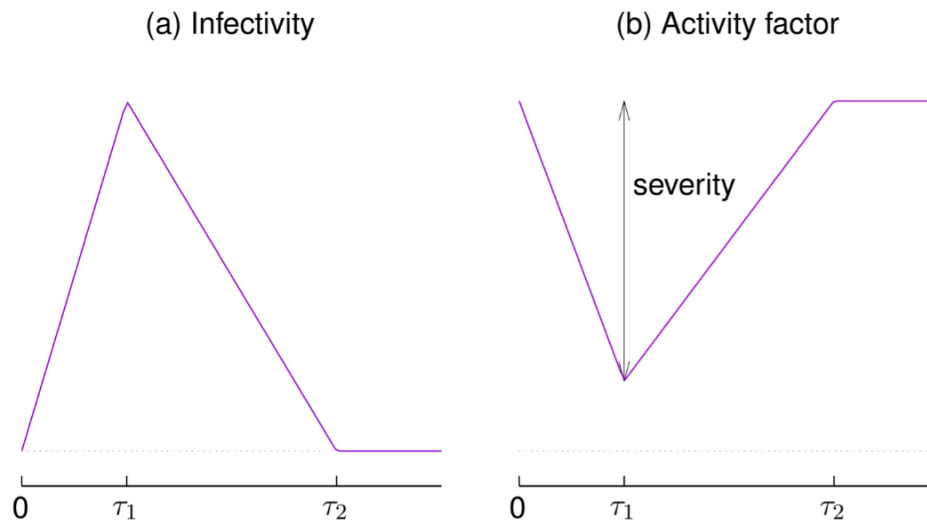 (a) Infectivity
0 τ1 τ2
(b) Activity factor
severity
0 τ1 τ2